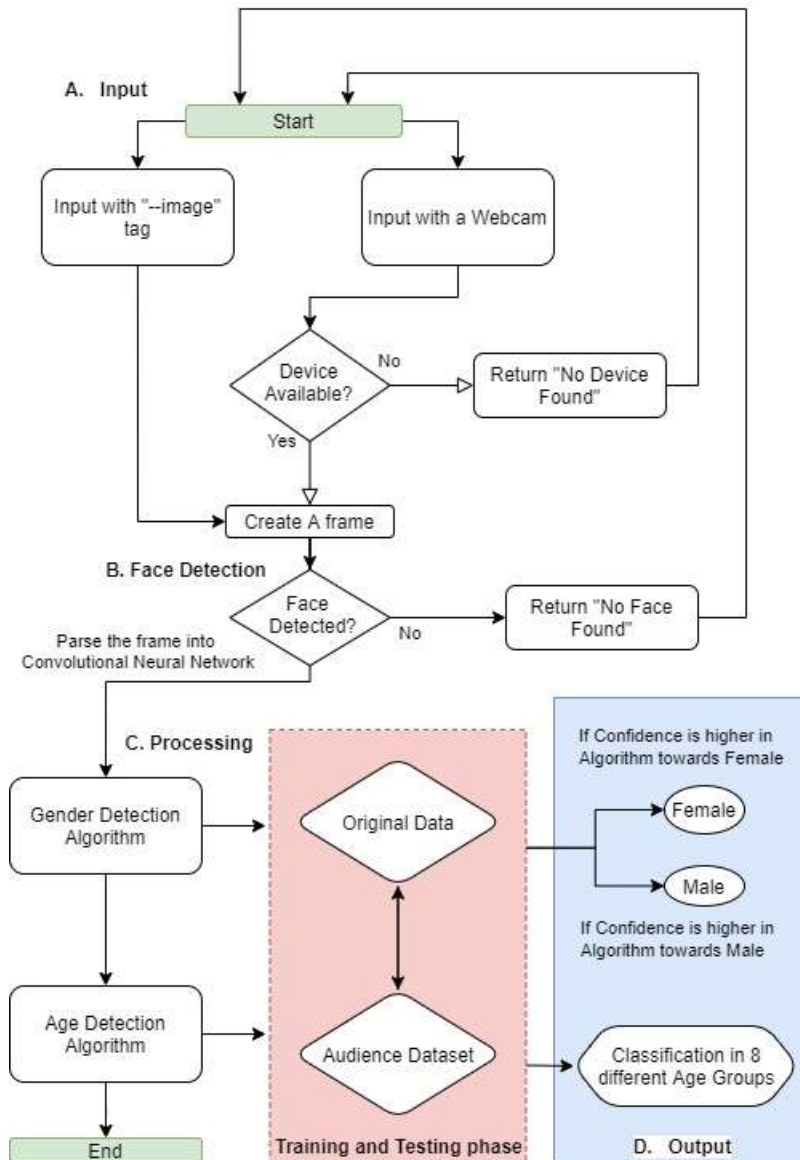 A. Input
Start
Input with "--image"
tag
Input with a Webcam
Device
Available?
No
Return "No Device
Found"
Yes
Create A frame
B. Face Detection
Face
Detected?
No
Return "No Face
Found"
Parse the frame into
Convolutional Neural Network
C. Processing
Gender Detection
Algorithm
Original Data
If Confidence is higher in
Algorithm towards Female
Female
Male
If Confidence is higher in
Algorithm towards Male
Age Detection
Algorithm
Audience Dataset
Classification in 8
different Age Groups
End
Training and Testing phase
D. Output